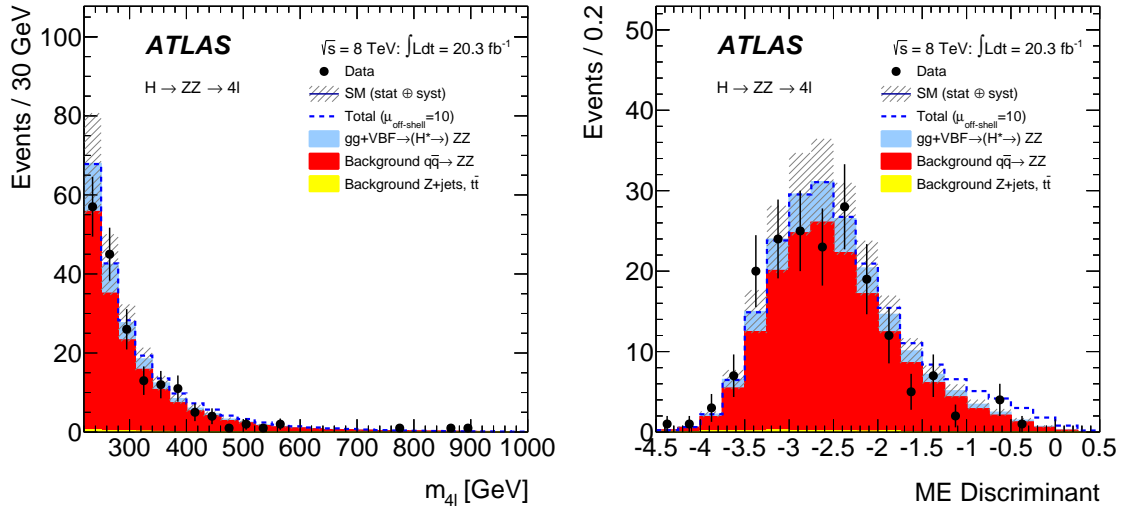 ATLAS
√s = 8 TeV: ∫Ldt = 20.3 fb⁻¹
H → ZZ → 4l
Data
SM (stat ⊕ syst)
Total (μoff-shell=10)
gg+VBF→(H*→) ZZ
Background qq̄→ ZZ
Background Z+jets, tt̄
Events / 30 GeV
100
80
60
40
20
0
300 400 500 600 700 800 900 1000
m4l [GeV]
ATLAS
√s = 8 TeV: ∫Ldt = 20.3 fb⁻¹
H → ZZ → 4l
Data
SM (stat ⊕ syst)
Total (μoff-shell=10)
gg+VBF→(H*→) ZZ
Background qq̄→ ZZ
Background Z+jets, tt̄
Events / 0.2
50
40
30
20
10
0
-4.5 -4 -3.5 -3 -2.5 -2 -1.5 -1 -0.5 0 0.5
ME Discriminant